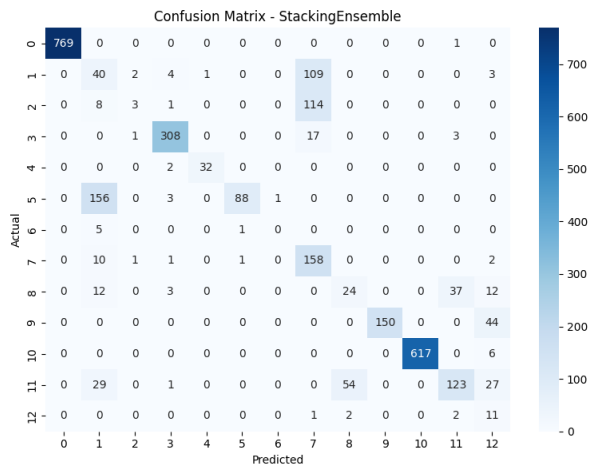 Confusion Matrix - StackingEnsemble
0 769 0 0 0 0 0 0 0 0 0 0 1 0
1 0 40 2 4 1 0 0 109 0 0 0 0 3
2 0 8 3 1 0 0 0 114 0 0 0 0 0
3 0 0 1 308 0 0 0 17 0 0 0 3 0
4 0 0 0 2 32 0 0 0 0 0 0 0 0
5 0 156 0 3 0 88 1 0 0 0 0 0 0
6 0 5 0 0 0 1 0 0 0 0 0 0 0
7 0 10 1 1 0 1 0 158 0 0 0 0 2
8 0 12 0 3 0 0 0 0 24 0 0 37 12
9 0 0 0 0 0 0 0 0 0 150 0 0 44
10 0 0 0 0 0 0 0 0 0 0 617 0 6
11 0 29 0 1 0 0 0 0 54 0 0 123 27
12 0 0 0 0 0 0 0 1 2 0 0 2 11
0 1 2 3 4 5 6 7 8 9 10 11 12
Predicted
Actual
700
600
500
400
300
200
100
0